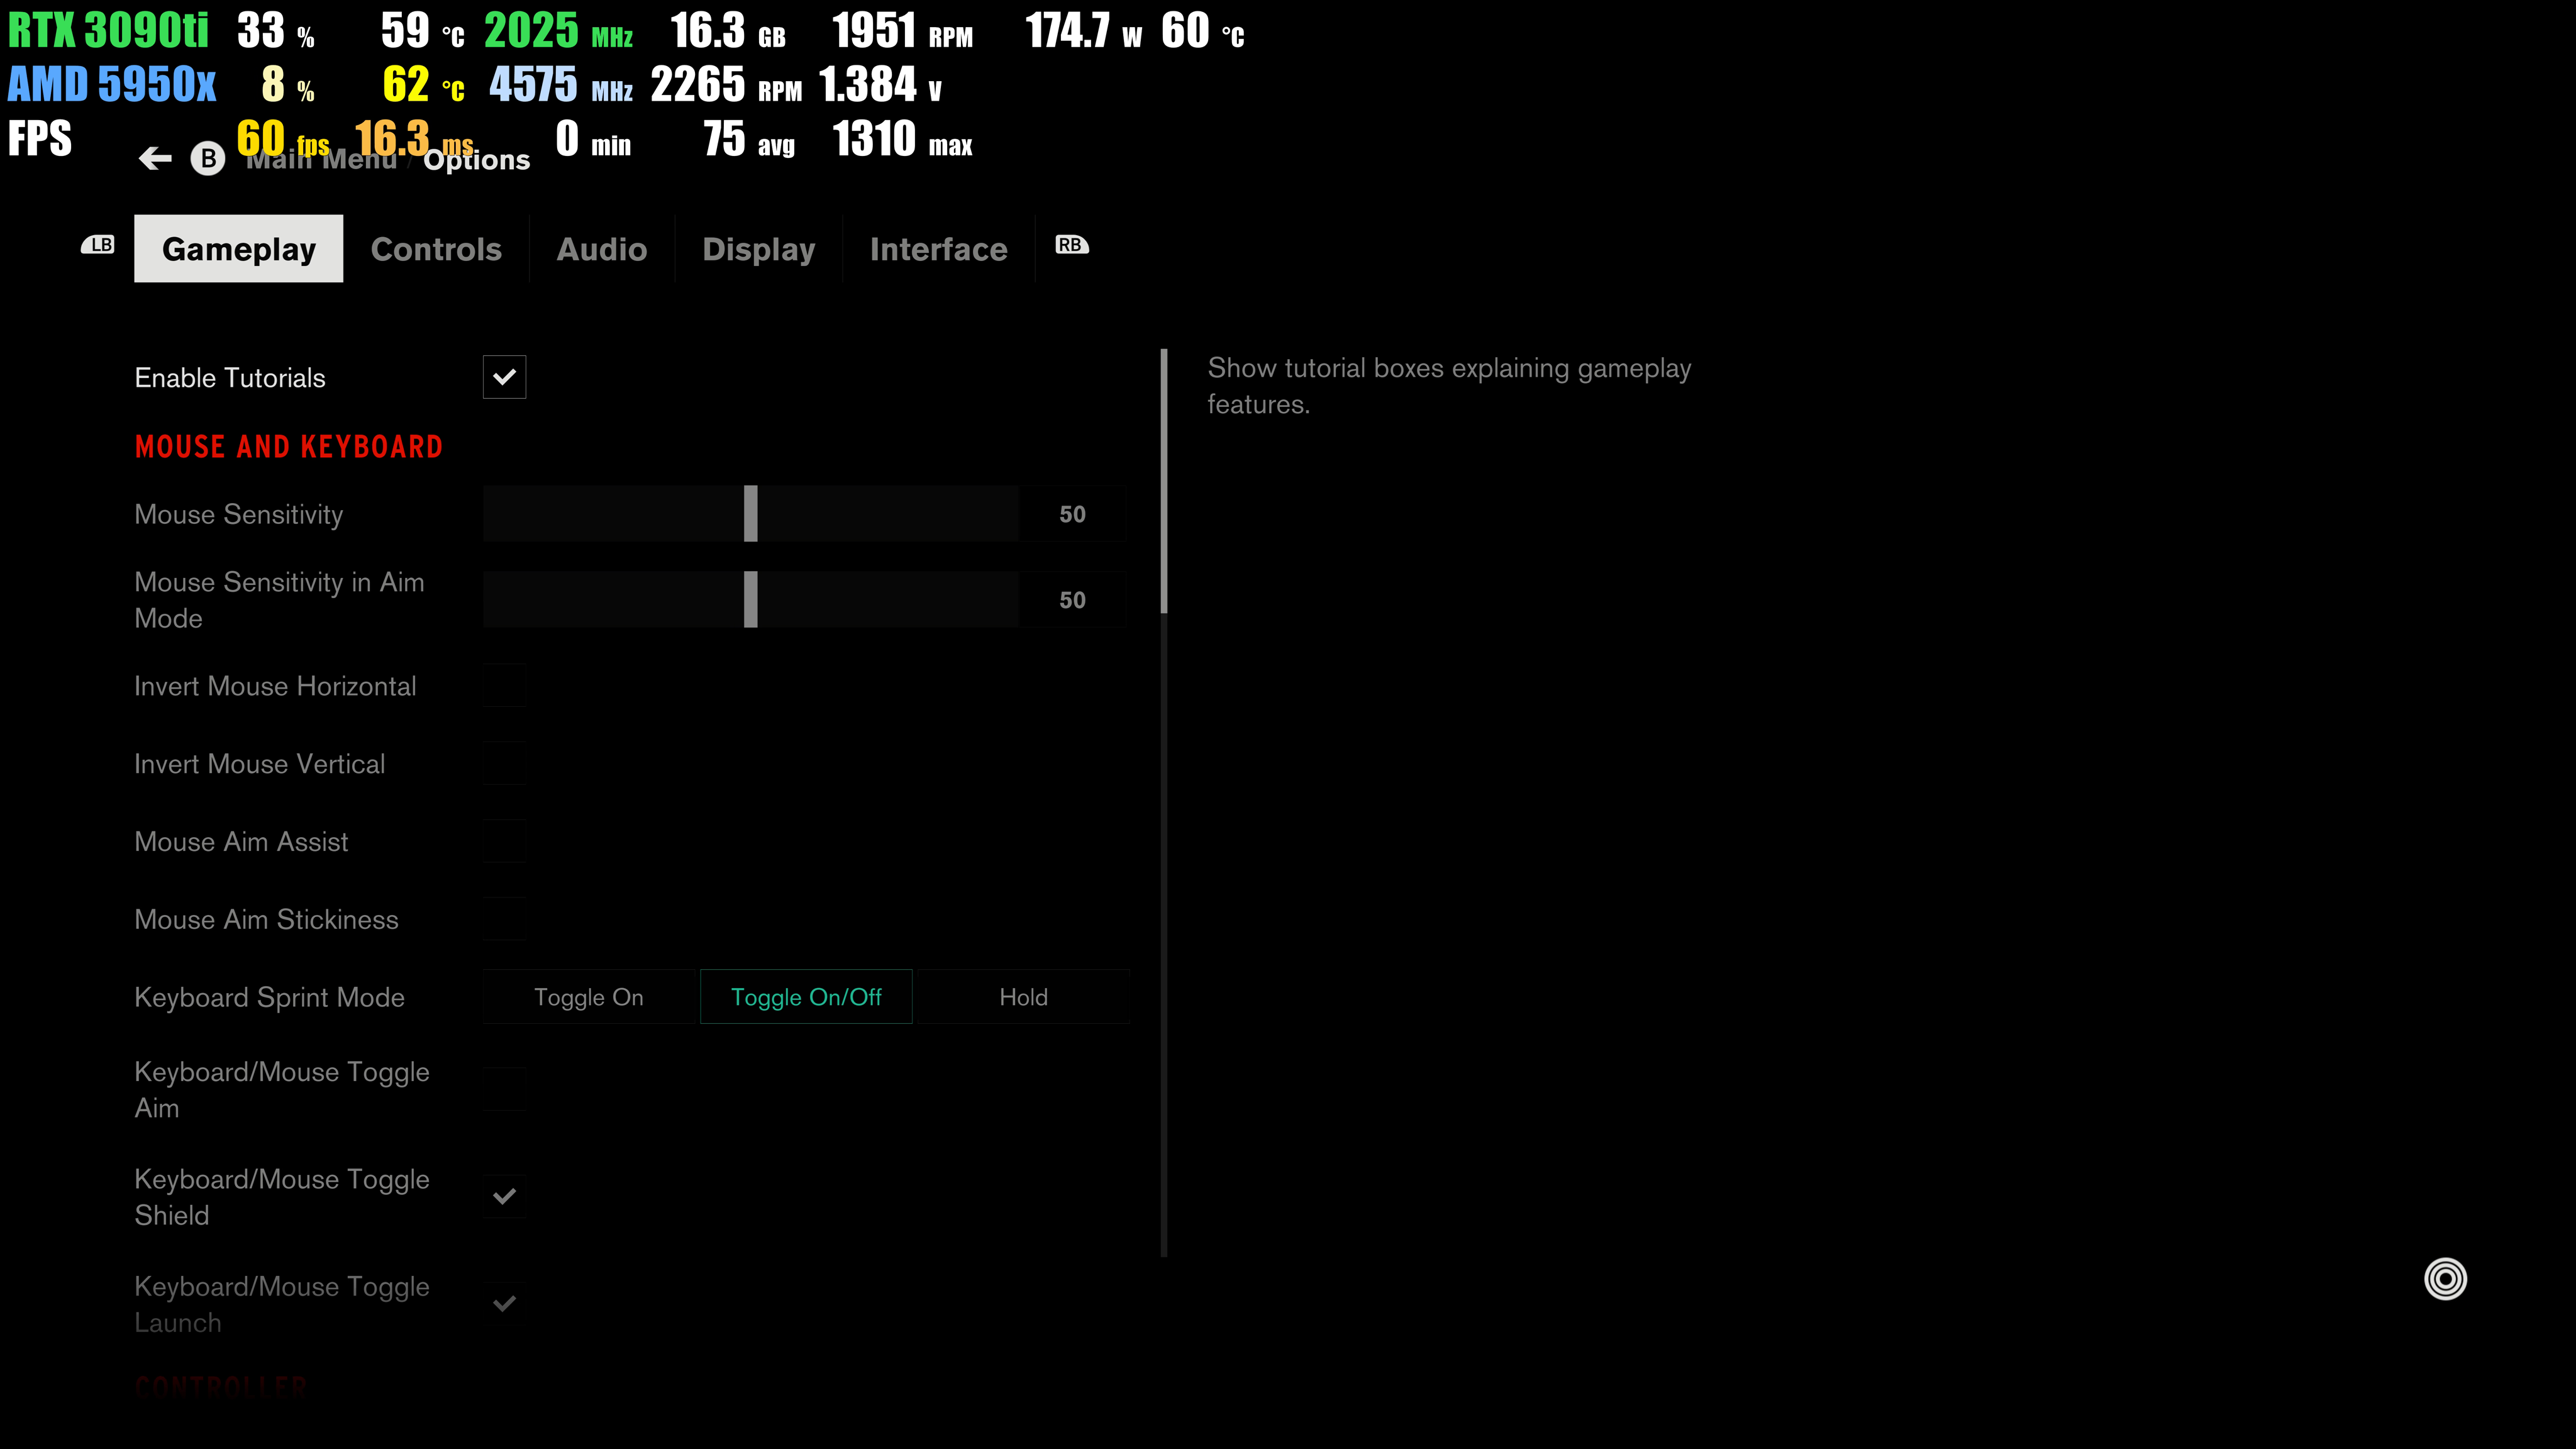 RTX 3090ti 33 % 59 °C 2025 MHz 16.3 GB 1951 RPM 174.7 W 60 °C
AMD 5950x 8 % 62 °C 4575 MHz 2265 RPM 1.384 V
FPS 60 fps 16.3 ms 0 min 75 avg 1310 max
B Main Menu / Options
LB Gameplay Controls Audio Display Interface RB
Enable Tutorials
Show tutorial boxes explaining gameplay
features.
MOUSE AND KEYBOARD
Mouse Sensitivity 50
Mouse Sensitivity in Aim
Mode
50
Invert Mouse Horizontal
Invert Mouse Vertical
Mouse Aim Assist
Mouse Aim Stickiness
Keyboard Sprint Mode Toggle On Toggle On/Off Hold
Keyboard/Mouse Toggle
Aim
Keyboard/Mouse Toggle
Shield
Keyboard/Mouse Toggle
Launch
CONTROLLER